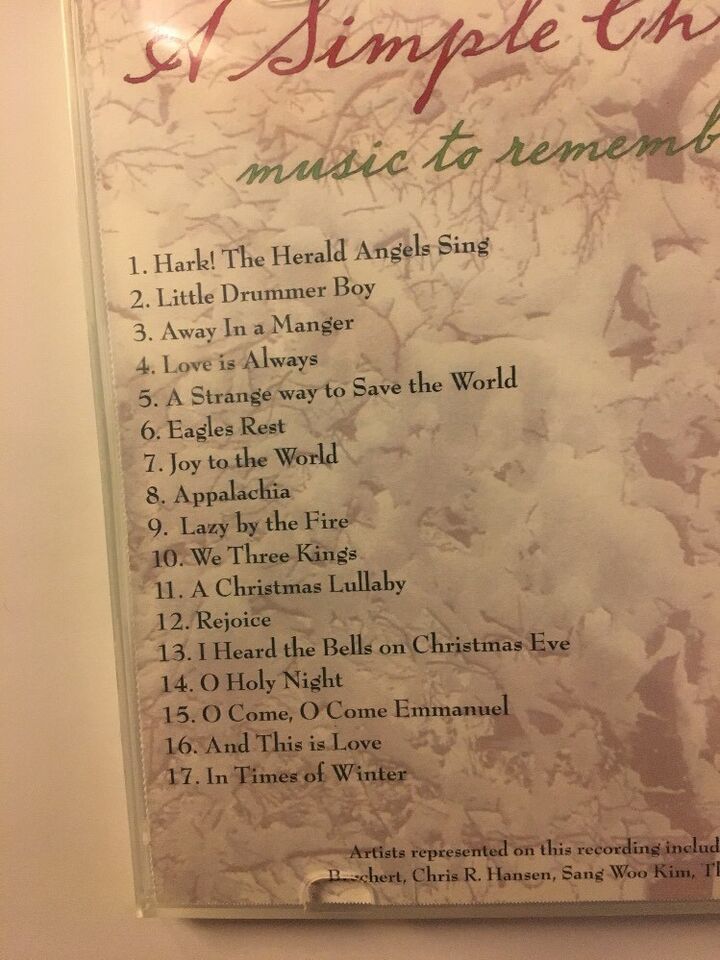 A Simple Ch
music to rememb
1. Hark! The Herald Angels Sing
2. Little Drummer Boy
3. Away In a Manger
4. Love is Always
5. A Strange way to Save the World
6. Eagles Rest
7. Joy to the World
8. Appalachia
9. Lazy by the Fire
10. We Three Kings
11. A Christmas Lullaby
12. Rejoice
13. I Heard the Bells on Christmas Eve
14. O Holy Night
15. O Come, O Come Emmanuel
16. And This is Love
17. In Times of Winter
Artists represented on this recording includ
Chris R. Hansen, Sang Woo Kim,